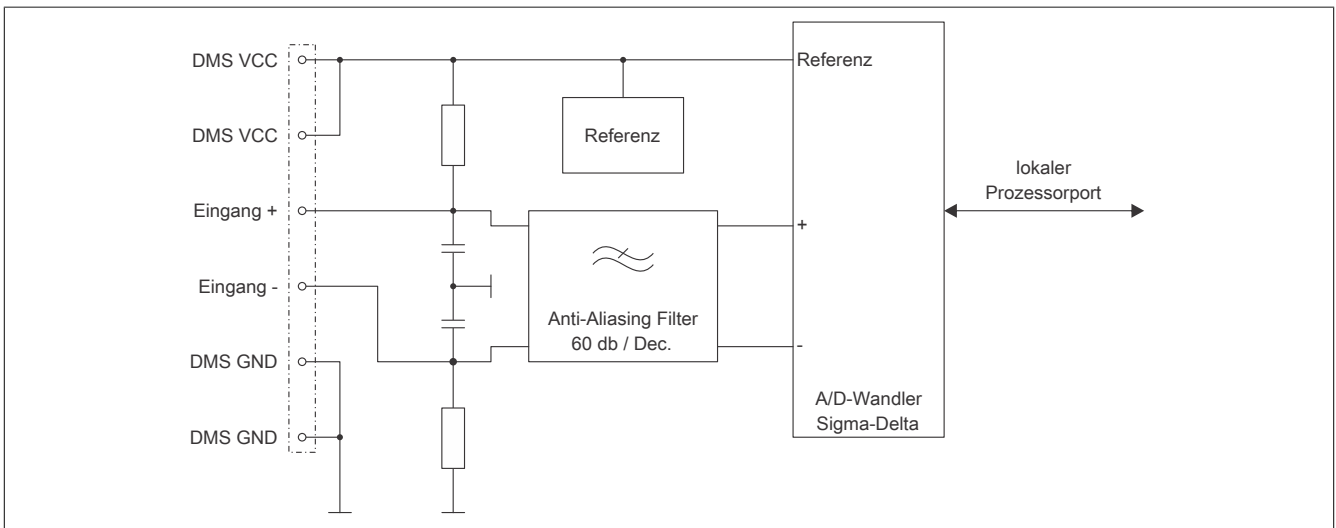 DMS VCC
Referenz
DMS VCC
Referenz
lokaler
Prozessorport
Eingang +
+
Eingang -
Anti-Aliasing Filter
60 db / Dec.
-
DMS GND
A/D-Wandler
Sigma-Delta
DMS GND